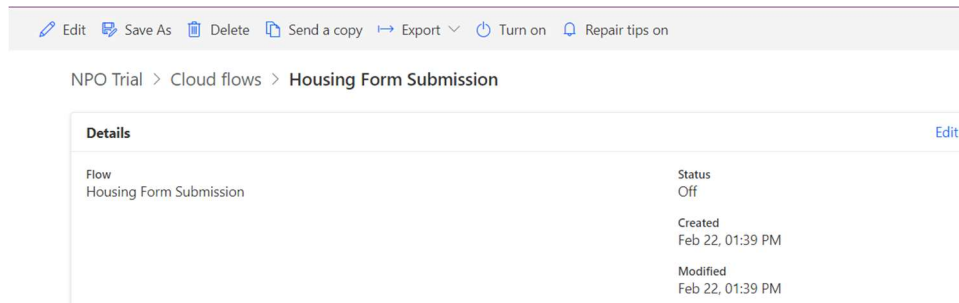 Edit Save As Delete Send a copy Export Turn on Repair tips on
NPO Trial > Cloud flows > Housing Form Submission
Details Edit
Flow
Housing Form Submission
Status
Off
Created
Feb 22, 01:39 PM
Modified
Feb 22, 01:39 PM